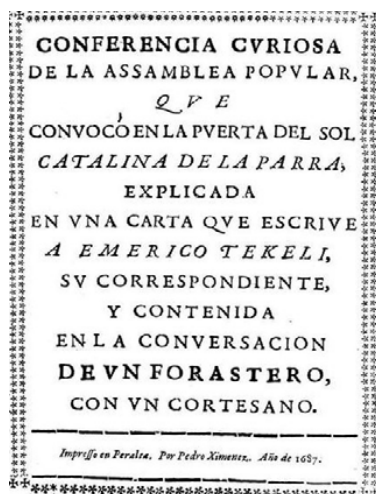 CONFERENCIA CVRIOSA
DE LA ASSAMBLEA POPVLAR,
QVE
CONVOCÒ EN LA PVERTA DEL SOL
CATALINA DE LA PARRA,
EXPLICADA
EN VNA CARTA QVE ESCRIVE
A EMERICO TEKELI,
SV CORRESPONDIENTE,
Y CONTENIDA
EN LA CONVERSACION
DE VN FORASTERO,
CON VN CORTESANO.
Impresso en Peralta, Por Pedro Ximenez, Año de 1687.